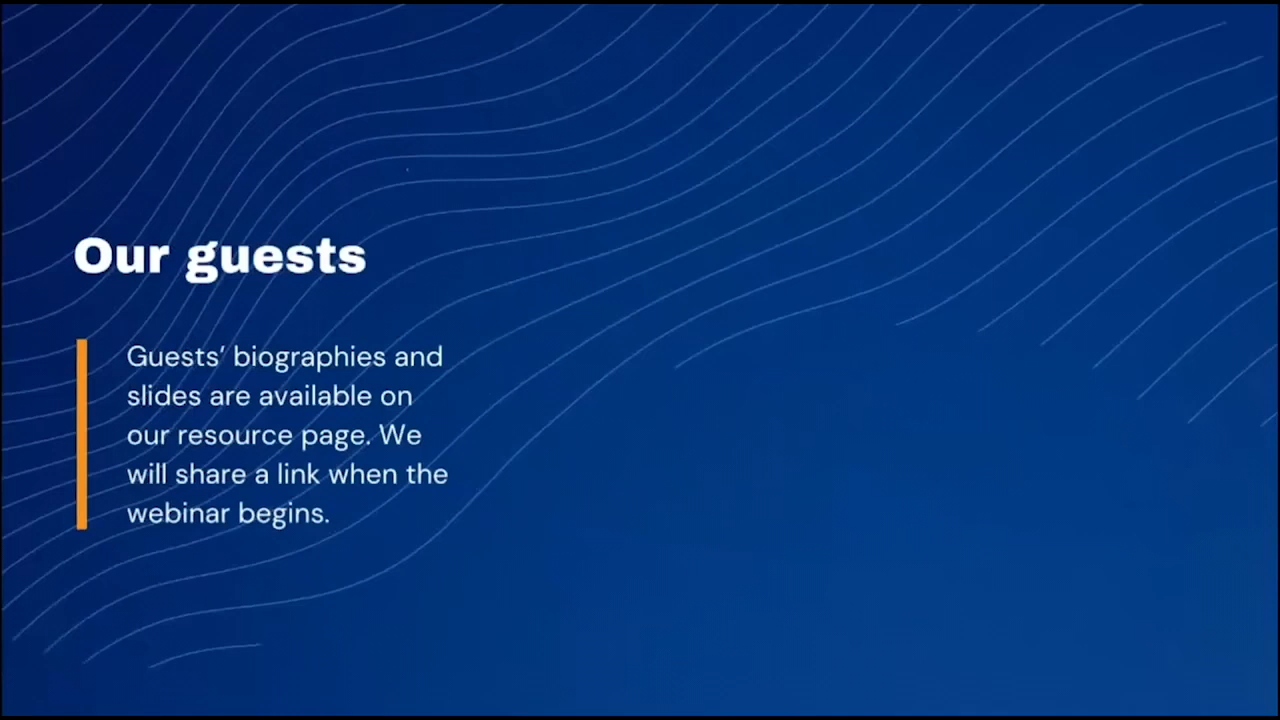 Our guests
Guests’ biographies and
slides are available on
our resource page. We
will share a link when the
webinar begins.